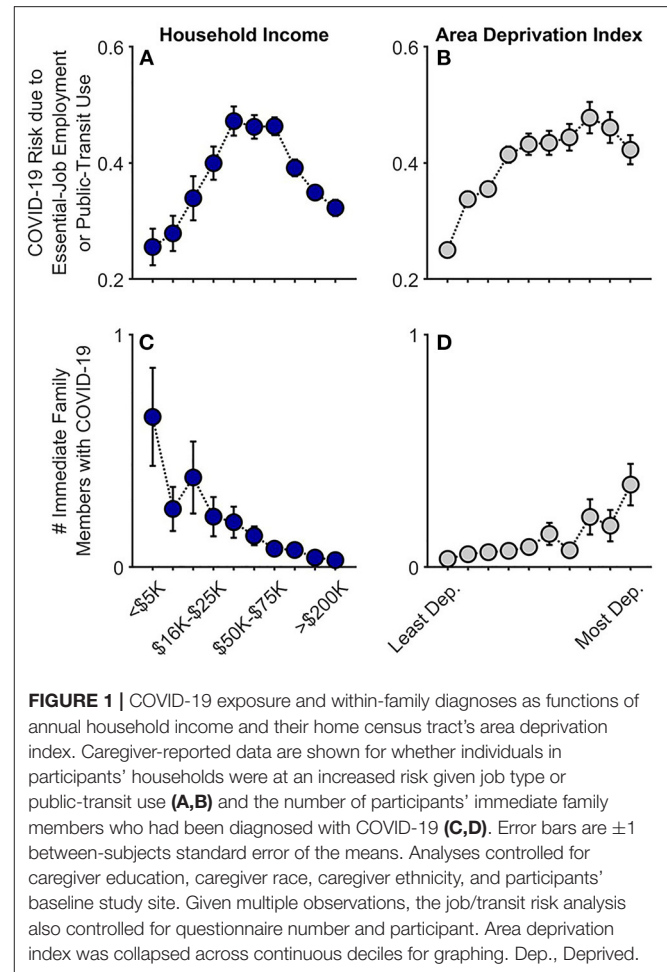 Household Income
Area Deprivation Index
COVID-19 Risk due to
Essential-Job Employment
or Public-Transit Use
A
0.6
0.4
0.2
B
0.6
0.4
0.2
# Immediate Family
Members with COVID-19
C
1
0
D
1
0
<$5K
$16K-$25K
$50K-$75K
>$200K
Least Dep.
Most Dep.
FIGURE 1 | COVID-19 exposure and within-family diagnoses as functions of
annual household income and their home census tract's area deprivation
index. Caregiver-reported data are shown for whether individuals in
participants' households were at an increased risk given job type or
public-transit use (A,B) and the number of participants' immediate family
members who had been diagnosed with COVID-19 (C,D). Error bars are ±1
between-subjects standard error of the means. Analyses controlled for
caregiver education, caregiver race, caregiver ethnicity, and participants'
baseline study site. Given multiple observations, the job/transit risk analysis
also controlled for questionnaire number and participant. Area deprivation
index was collapsed across continuous deciles for graphing. Dep., Deprived.